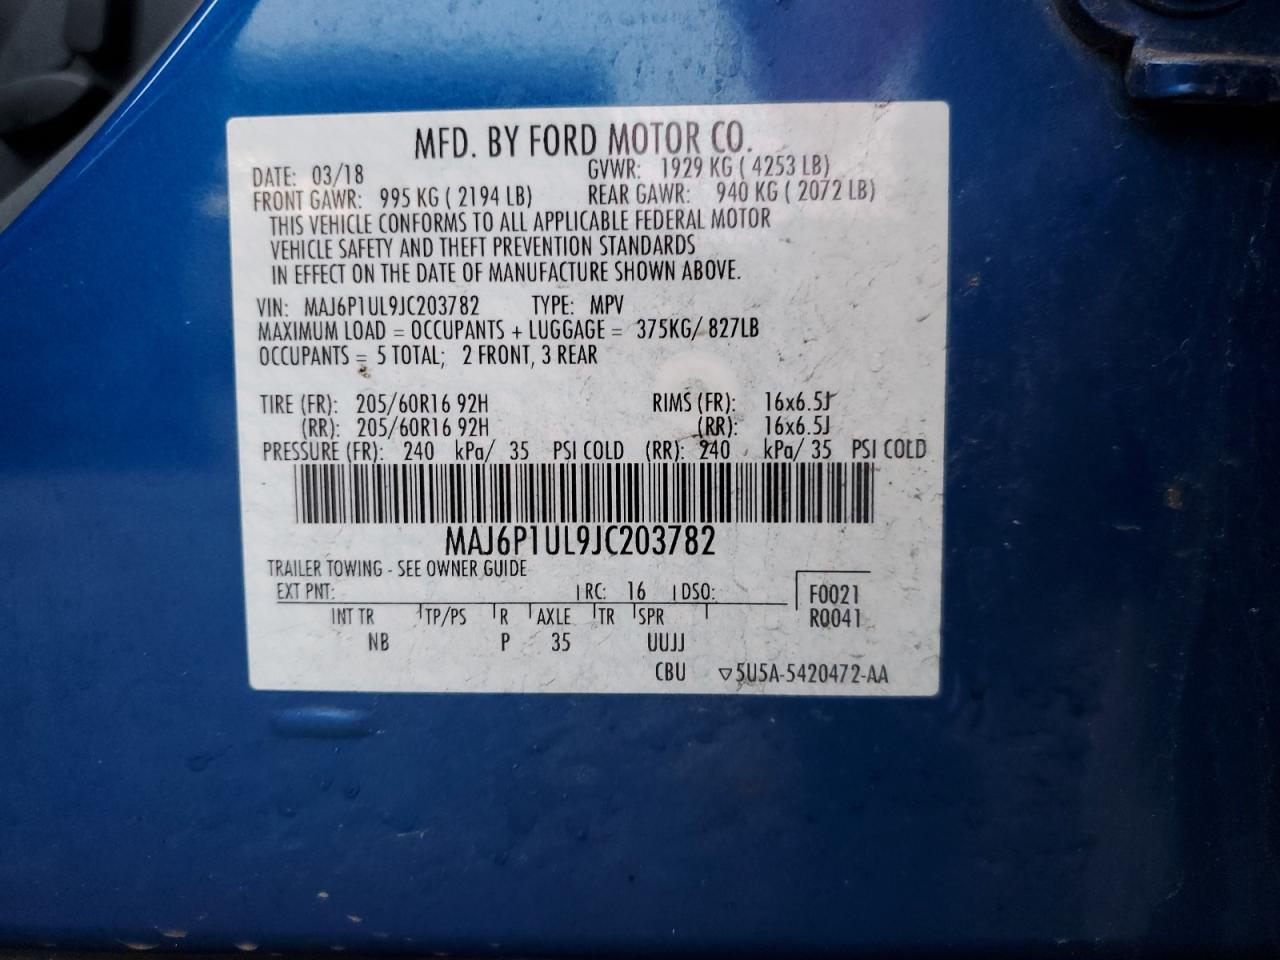 MFD. BY FORD MOTOR CO.
DATE: 03/18 GVWR: 1929 KG ( 4253 LB)
FRONT GAWR: 995 KG ( 2194 LB) REAR GAWR: 940 KG ( 2072 LB)
THIS VEHICLE CONFORMS TO ALL APPLICABLE FEDERAL MOTOR
VEHICLE SAFETY AND THEFT PREVENTION STANDARDS
IN EFFECT ON THE DATE OF MANUFACTURE SHOWN ABOVE.
VIN: MAJ6P1UL9JC203782 TYPE: MPV
MAXIMUM LOAD = OCCUPANTS + LUGGAGE = 375KG/ 827LB
OCCUPANTS = 5 TOTAL; 2 FRONT, 3 REAR
TIRE (FR): 205/60R16 92H RIMS (FR): 16x6.5J
(RR): 205/60R16 92H (RR): 16x6.5J
PRESSURE (FR): 240 kPa/ 35 PSI COLD (RR): 240 kPa/ 35 PSI COLD
MAJ6P1UL9JC203782
TRAILER TOWING - SEE OWNER GUIDE
EXT PNT: RC: 16 DSO: F0021
INT TR TP/PS R AXLE TR SPR R0041
NB P 35 UUJJ
CBU ▽5U5A-5420472-AA